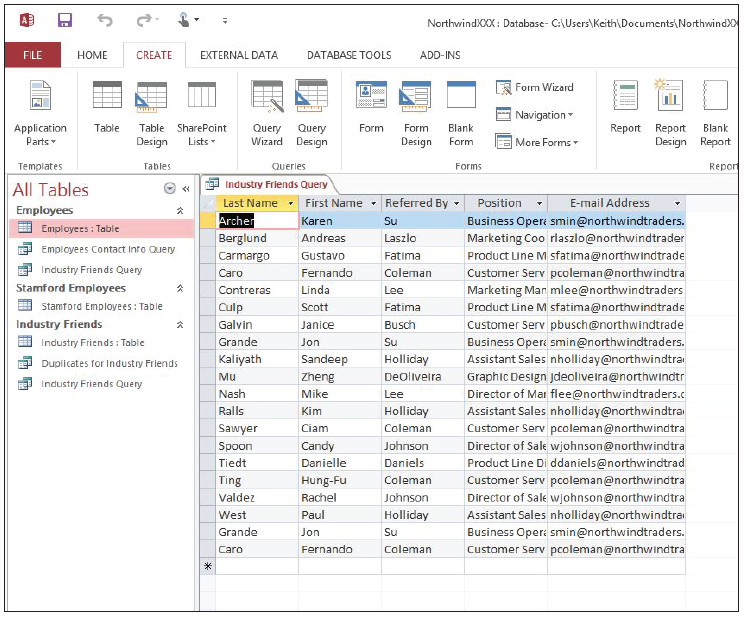 NorthwindXXX : Database- C:\Users\Keith\Documents\NorthwindXX
FILE HOME CREATE EXTERNAL DATA DATABASE TOOLS ADD-INS
Application Parts
Table
Table Design
SharePoint Lists
Query Wizard
Query Design
Form
Form Design
Blank Form
Form Wizard
Navigation
More Forms
Report
Report Design
Blank Report
Templates Tables Queries Forms Report
All Tables
Employees
Employees : Table
Employees Contact Info Query
Industry Friends Query
Stamford Employees
Stamford Employees : Table
Industry Friends
Industry Friends : Table
Duplicates for Industry Friends
Industry Friends Query
Industry Friends Query
Last Name First Name Referred By Position E-mail Address
Archer Karen Su Business Opera smin@northwindtraders.
Berglund Andreas Laszlo Marketing Coo rlaszlo@northwindtrader
Carmargo Gustavo Fatima Product Line M sfatima@northwindtrader
Caro Fernando Coleman Customer Serv pcoleman@northwindtra
Contreras Linda Lee Marketing Man mlee@northwindtraders
Culp Scott Fatima Product Line M sfatima@northwindtrader
Galvin Janice Busch Customer Serv pbusch@northwindtrader
Grande Jon Su Business Opera smin@northwindtraders.
Kaliyath Sandeep Holliday Assistant Sales nholliday@northwindtrad
Mu Zheng DeOliveira Graphic Design jdeoliveira@northwindtr
Nash Mike Lee Director of Mar flee@northwindtraders.c
Ralls Kim Holliday Assistant Sales nholliday@northwindtrad
Sawyer Ciam Coleman Customer Serv pcoleman@northwindtra
Spoon Candy Johnson Director of Sale wjohnson@northwindtra
Tiedt Danielle Daniels Product Line Di ddaniels@northwindtrad
Ting Hung-Fu Coleman Customer Serv pcoleman@northwindtra
Valdez Rachel Johnson Director of Sale wjohnson@northwindtra
West Paul Holliday Assistant Sales nholliday@northwindtrad
Grande Jon Su Business Opera smin@northwindtraders.
Caro Fernando Coleman Customer Serv pcoleman@northwindtra